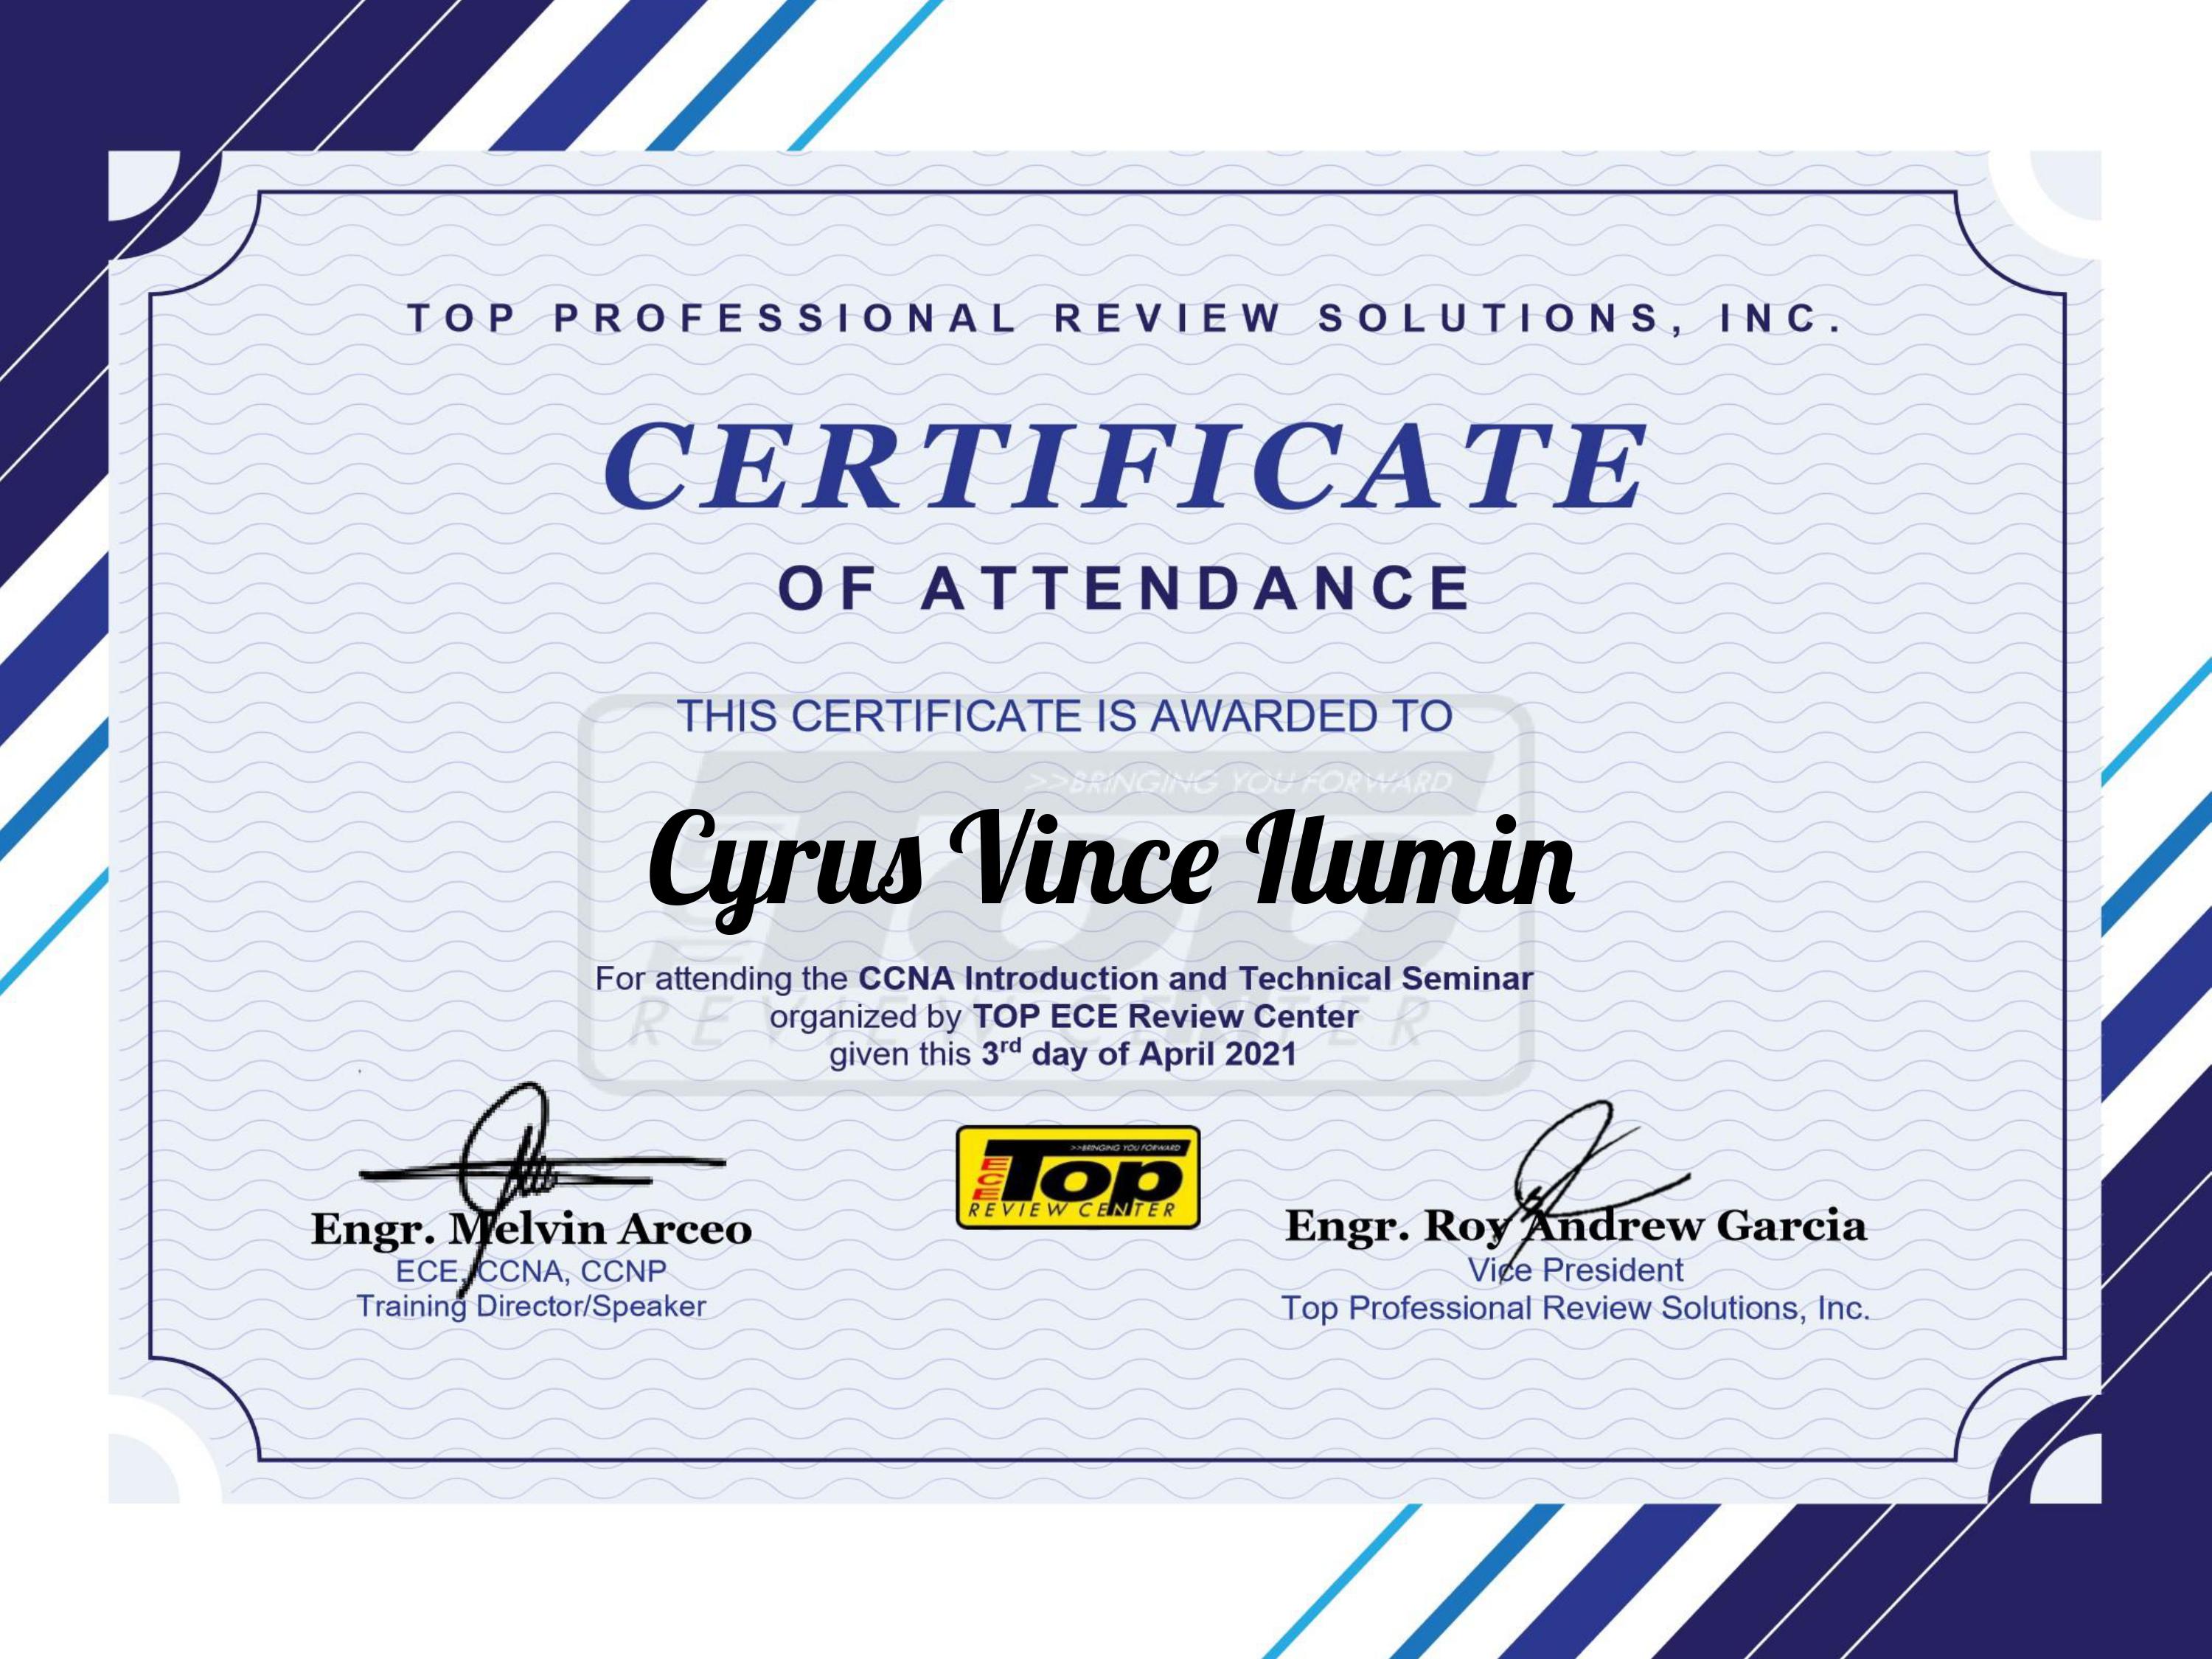 TOP PROFESSIONAL REVIEW SOLUTIONS, INC.
CERTIFICATE
OF ATTENDANCE
THIS CERTIFICATE IS AWARDED TO
>>BRINGING YOU FORWARD
Cyrus Vince Ilumin
For attending the CCNA Introduction and Technical Seminar
organized by TOP ECE Review Center
given this 3rd day of April 2021
REVIEW CENTER
>>BRINGING YOU FORWARD
ECE Top
REVIEW CENTER
Engr. Melvin Arceo
ECE, CCNA, CCNP
Training Director/Speaker
Engr. Roy Andrew Garcia
Vice President
Top Professional Review Solutions, Inc.